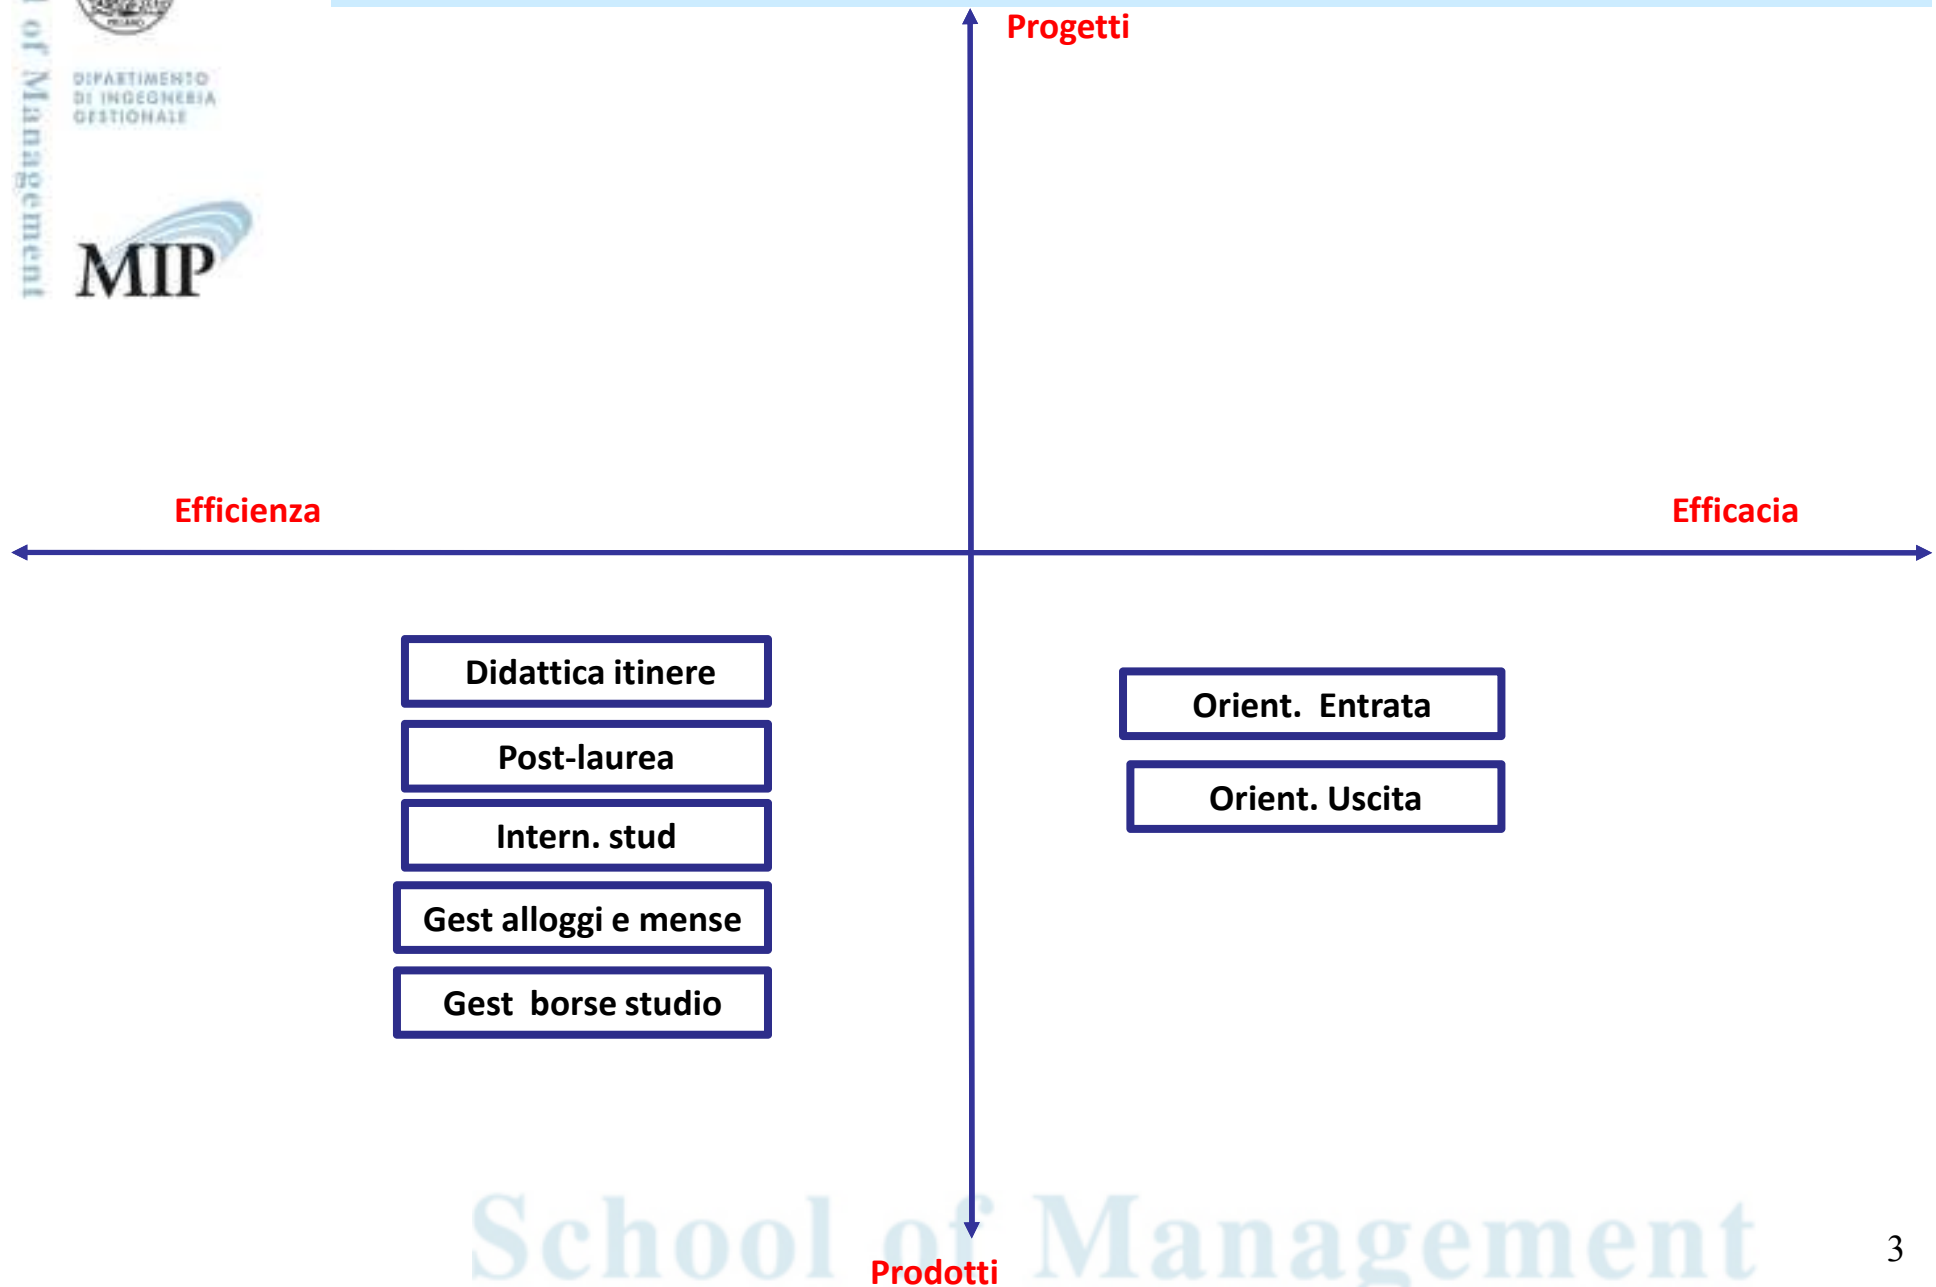 of Management
DIPARTIMENTO
DI INGEGNERIA
GESTIONALE
MIP
Progetti
Efficienza
Efficacia
Didattica itinere
Post-laurea
Intern. stud
Gest alloggi e mense
Gest borse studio
Orient. Entrata
Orient. Uscita
School of Management
Prodotti
3